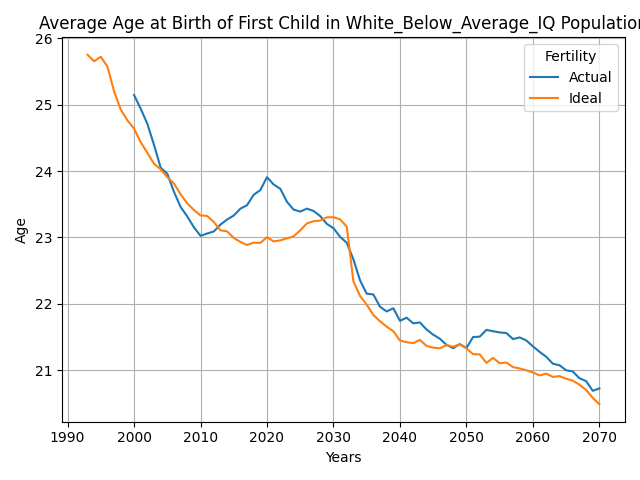 Average Age at Birth of First Child in White_Below_Average_IQ Population
Fertility
Actual
Ideal
26
25
24
23
22
21
Age
1990 2000 2010 2020 2030 2040 2050 2060 2070
Years